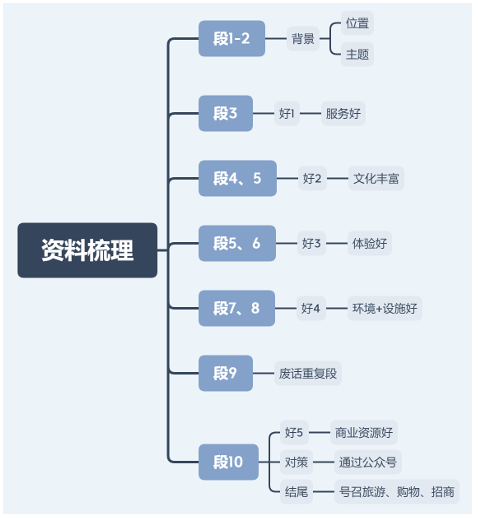 资料梳理
段1-2
背景
位置
主题
段3
好1
服务好
段4、5
好2
文化丰富
段5、6
好3
体验好
段7、8
好4
环境+设施好
段9
废话重复段
段10
好5
商业资源好
对策
通过公众号
结尾
号召旅游、购物、招商